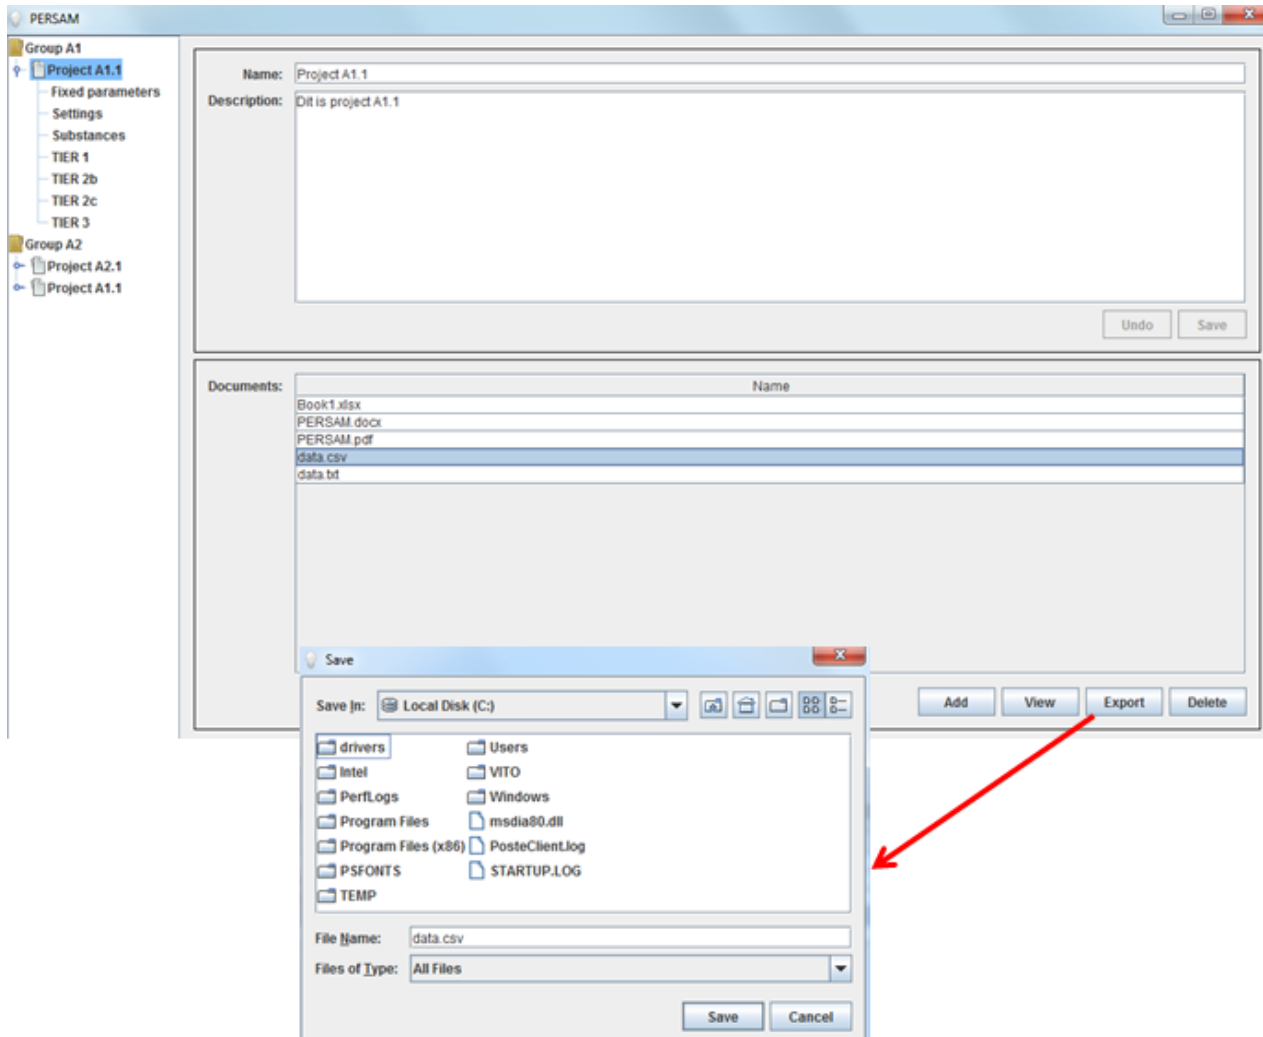 PERSAM
Group A1
Project A1.1
Fixed parameters
Settings
Substances
TIER 1
TIER 2b
TIER 2c
TIER 3
Group A2
Project A2.1
Project A1.1
Name: Project A1.1
Description: Dit is project A1.1
Undo Save
Documents: Name
Book1.xlsx
PERSAM.docx
PERSAM.pdf
data.csv
data.txt
Add View Export Delete
Save
Save In: Local Disk (C:)
drivers Users
Intel VITO
PerfLogs Windows
Program Files msdia80.dll
Program Files (x86) PosteClient.log
PSFONTS STARTUP.LOG
TEMP
File Name: data.csv
Files of Type: All Files
Save Cancel